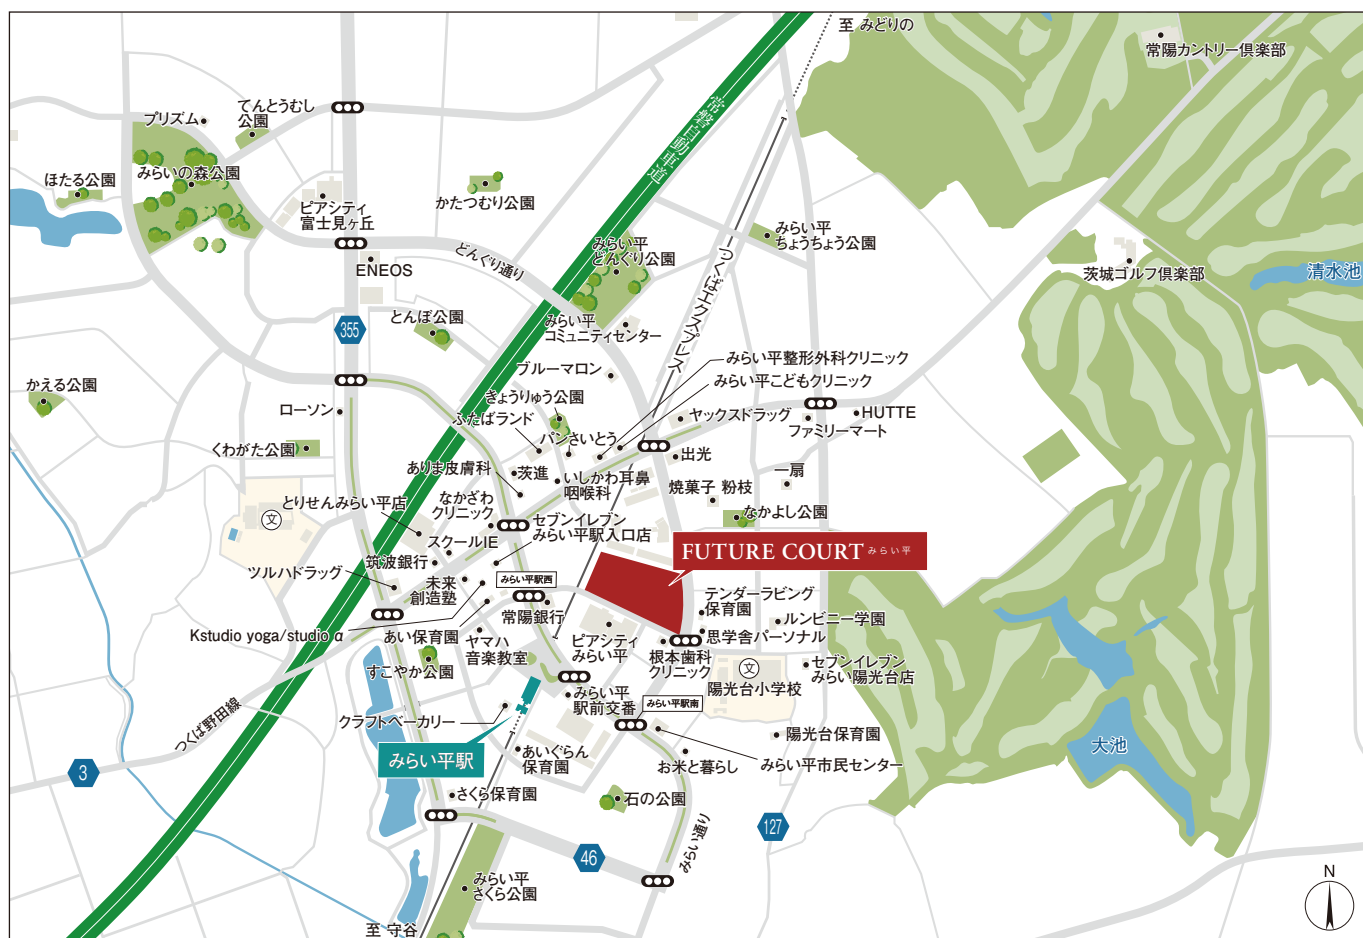 至 みどりの
常陽カントリー倶楽部
常磐自動車道
てんとうむし
公園
プリズム
みらいの森公園
ほたる公園
ピアシティ
富士見ヶ丘
かたつむり公園
みらい平
どんぐり公園
みらい平
ちょうちょう公園
どんぐり通り
ENEOS
つくばエクスプレス
茨城ゴルフ倶楽部
清水池
355
とんぼ公園
みらい平
コミュニティセンター
みらい平整形外科クリニック
ブルーマロン
みらい平こどもクリニック
かえる公園
きょうりゅう公園
ローソン
ふたばランド
ヤックスドラッグ
HUTTE
ファミリーマート
パンさいとう
くわがた公園
出光
ありま皮膚科
茨進
いしかわ耳鼻
咽喉科
一扇
焼菓子 粉枝
とりせんみらい平店
なかざわ
クリニック
なかよし公園
文
セブンイレブン
みらい平駅入口店
スクールIE
FUTURE COURT みらい平
筑波銀行
ツルハドラッグ
未来
創造塾
みらい平駅西
常陽銀行
テンダーラビング
保育園
ルンビニー学園
Kstudio yoga/studio α
あい保育園
ヤマハ
音楽教室
ピアシティ
みらい平
思学舎パーソナル
根本歯科
クリニック
すこやか公園
文
陽光台小学校
セブンイレブン
みらい陽光台店
みらい平
駅前交番
みらい平駅南
つくば野田線
クラフトベーカリー
陽光台保育園
大池
みらい平駅
あいぐらん
保育園
お米と暮らし
みらい平市民センター
3
さくら保育園
石の公園
127
みらい通り
46
みらい平
さくら公園
N
至 守谷